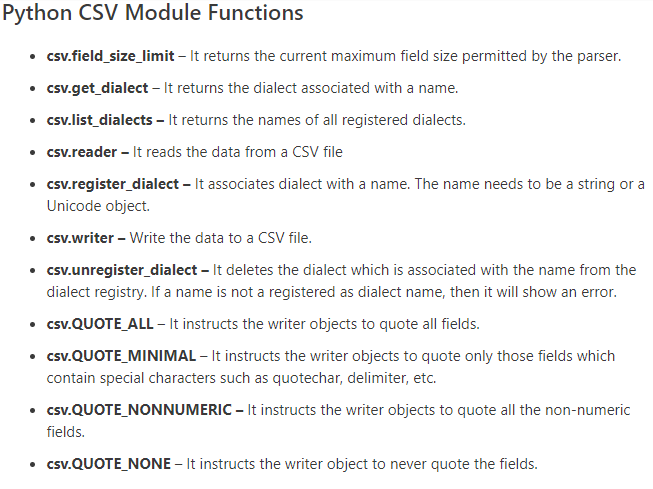 Python CSV Module Functions
• csv.field_size_limit – It returns the current maximum field size permitted by the parser.
• csv.get_dialect – It returns the dialect associated with a name.
• csv.list_dialects – It returns the names of all registered dialects.
• csv.reader – It reads the data from a CSV file
• csv.register_dialect – It associates dialect with a name. The name needs to be a string or a
Unicode object.
• csv.writer – Write the data to a CSV file.
• csv.unregister_dialect – It deletes the dialect which is associated with the name from the
dialect registry. If a name is not a registered as dialect name, then it will show an error.
• csv.QUOTE_ALL – It instructs the writer objects to quote all fields.
• csv.QUOTE_MINIMAL – It instructs the writer objects to quote only those fields which
contain special characters such as quotechar, delimiter, etc.
• csv.QUOTE_NONNUMERIC – It instructs the writer objects to quote all the non-numeric
fields.
• csv.QUOTE_NONE – It instructs the writer object to never quote the fields.